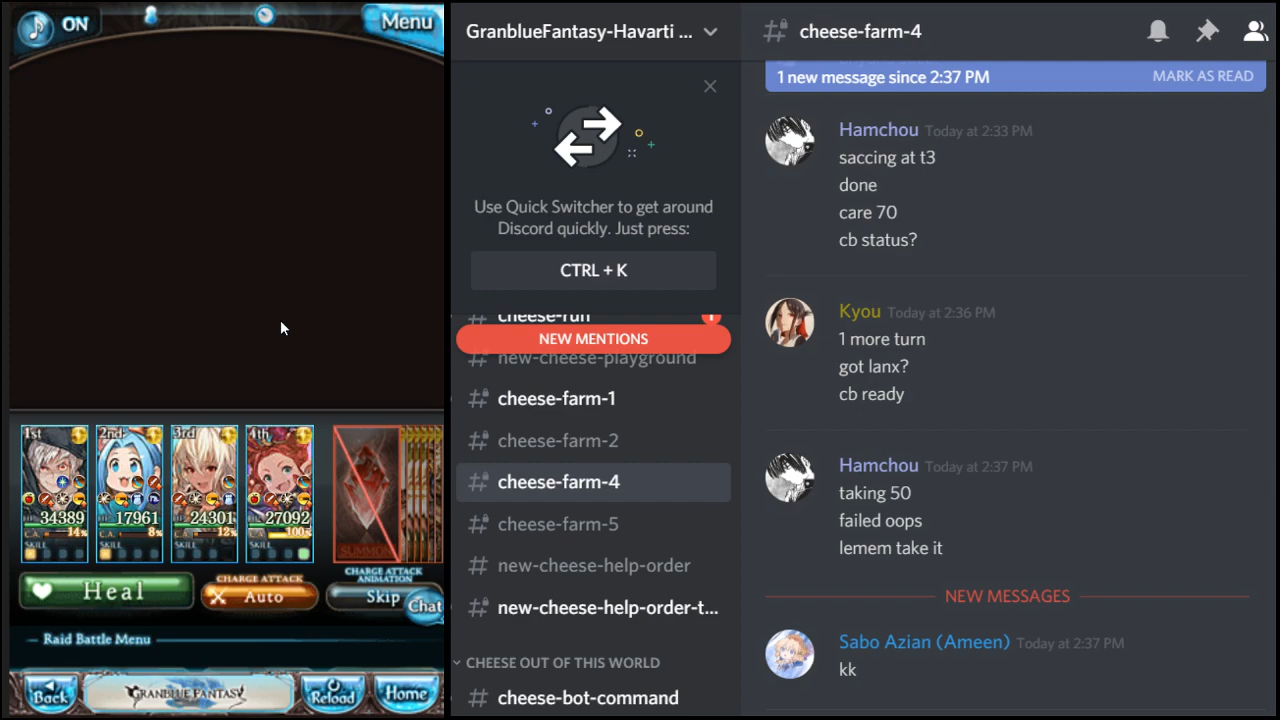 ON
Menu
1st
2nd
3rd
4th
34389
17961
24301
27092
C.A. 14%
C.A. 8%
C.A. 12%
C.A. 100%
SKILL
SKILL
SKILL
SKILL
SUMMON
Heal
CHARGE ATTACK
Auto
CHARGE ATTACK
ANIMATION
Skip
Chat
Raid Battle Menu
Back
GRANBLUE FANTASY
Reload
Home
GranblueFantasy-Havarti ...
Use Quick Switcher to get around
Discord quickly. Just press:
CTRL + K
cheese-run
1
NEW MENTIONS
new-cheese-playground
cheese-farm-1
cheese-farm-2
cheese-farm-4
cheese-farm-5
new-cheese-help-order
new-cheese-help-order-t...
CHEESE OUT OF THIS WORLD
cheese-bot-command
cheese-farm-4
1 new message since 2:37 PM
MARK AS READ
Hamchou Today at 2:33 PM
saccing at t3
done
care 70
cb status?
Kyou Today at 2:36 PM
1 more turn
got lanx?
cb ready
Hamchou Today at 2:37 PM
taking 50
failed oops
lemem take it
NEW MESSAGES
Sabo Azian (Ameen) Today at 2:37 PM
kk